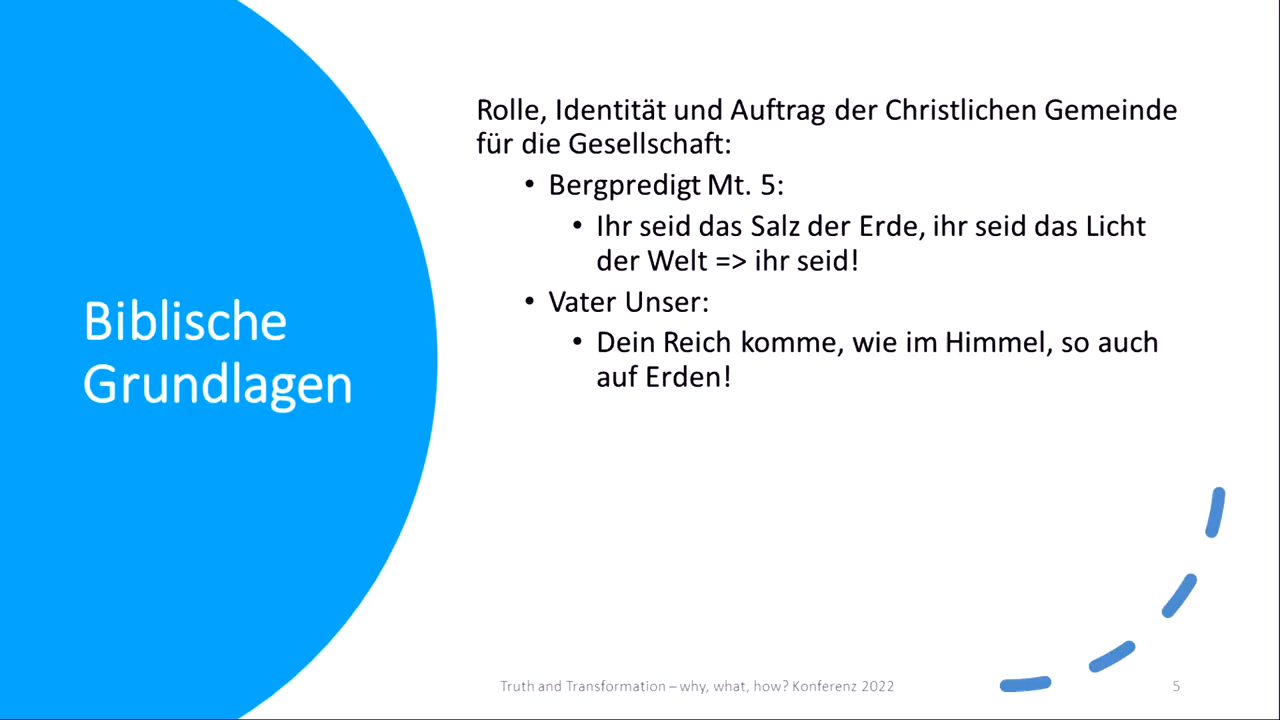 Biblische
Grundlagen
Rolle, Identität und Auftrag der Christlichen Gemeinde
für die Gesellschaft:
• Bergpredigt Mt. 5:
• Ihr seid das Salz der Erde, ihr seid das Licht
der Welt => ihr seid!
• Vater Unser:
• Dein Reich komme, wie im Himmel, so auch
auf Erden!
Truth and Transformation – why, what, how? Konferenz 2022
5